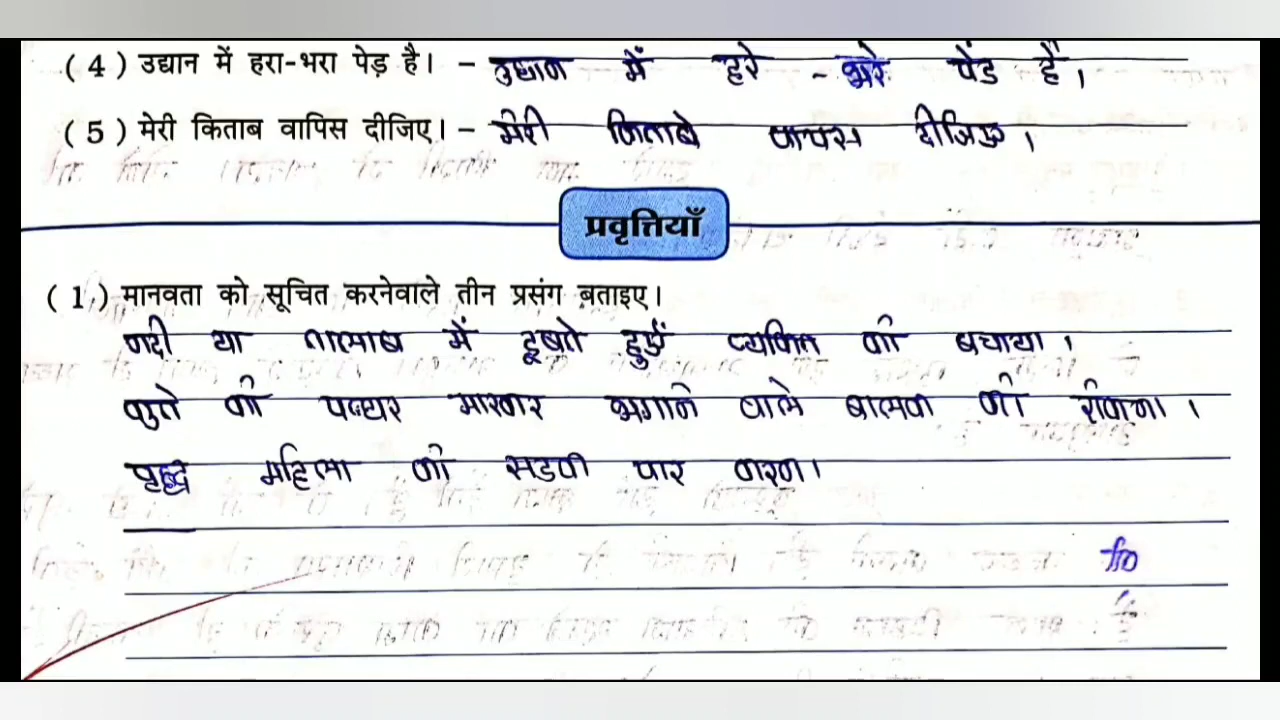 ( 4 ) उद्यान में हरा-भरा पेड़ है। - उद्यान में हरे - भरे पेंड है।
( 5 ) मेरी किताब वापिस दीजिए। - मेरी किताबे वापस दीजिए।
प्रवृत्तियाँ
( 1 ) मानवता को सूचित करनेवाले तीन प्रसंग बताइए।
नदी या तालाब में डूबते हुएँ व्यकित को बचाया।
कुते को पत्थर मारकर भगाने वाले बालक को रोकना।
वृद्ध महिला को सडक पार करना।